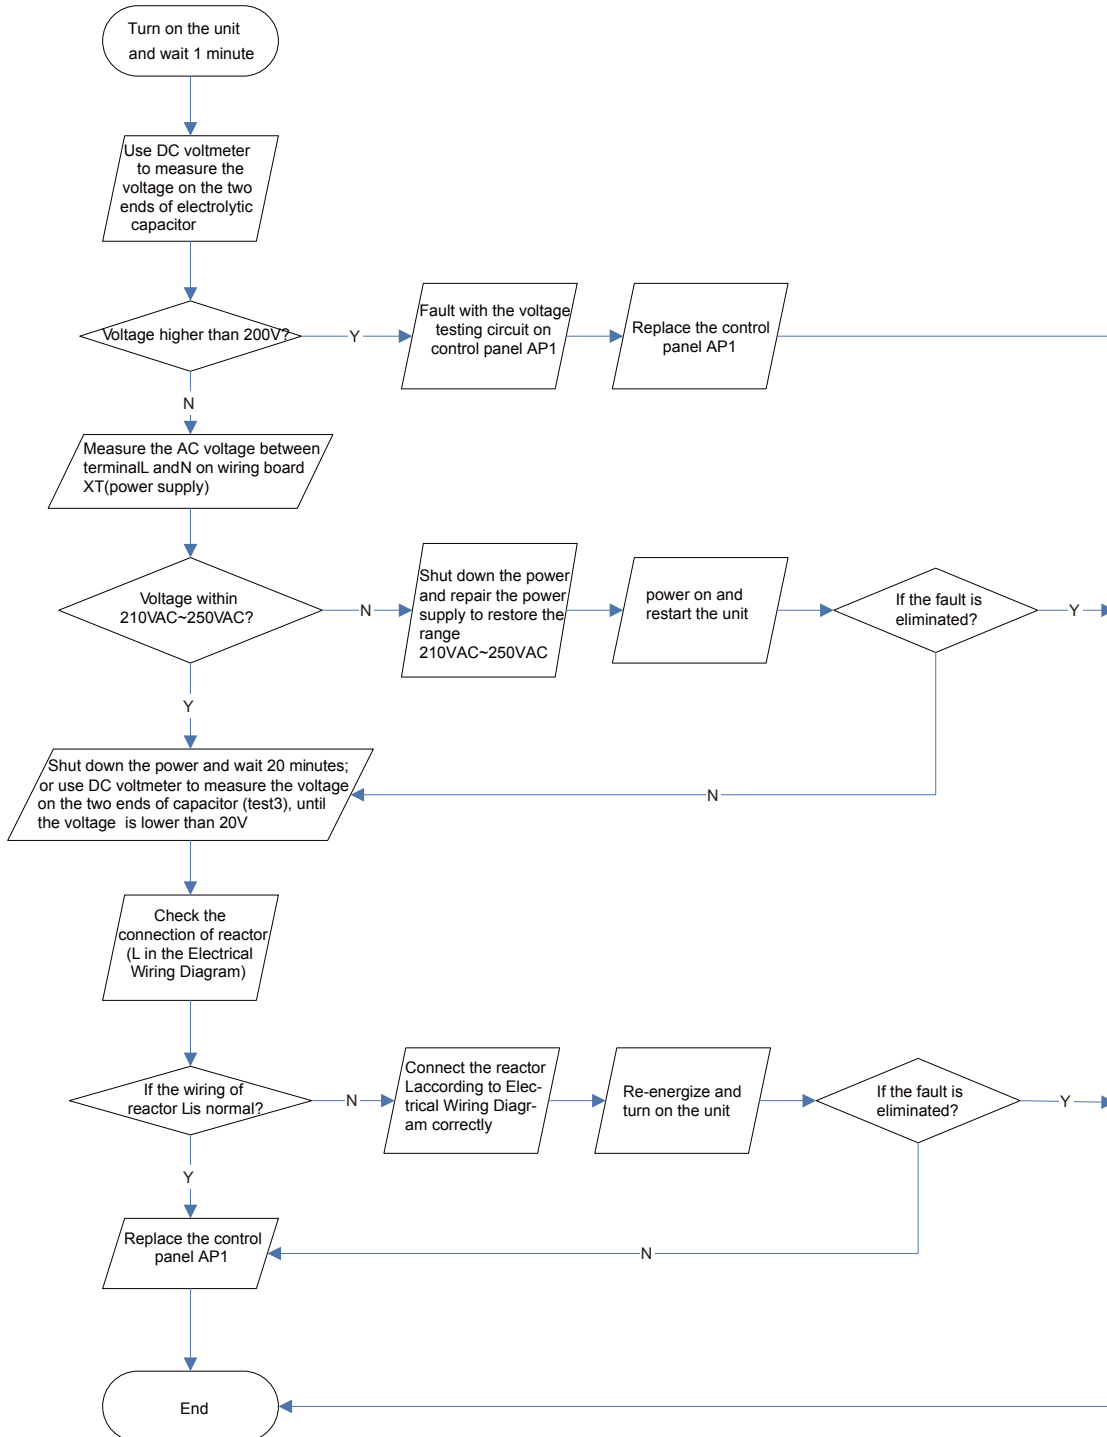 Turn on the unit
and wait 1 minute
Use DC voltmeter
to measure the
voltage on the two
ends of electrolytic
capacitor
Voltage higher than 200V?
Y
Fault with the voltage
testing circuit on
control panel AP1
Replace the control
panel AP1
N
Measure the AC voltage between
terminalL andN on wiring board
XT(power supply)
Voltage within
210VAC~250VAC?
N
Shut down the power
and repair the power
supply to restore the
range
210VAC~250VAC
power on and
restart the unit
If the fault is
eliminated?
Y
Y
N
Shut down the power and wait 20 minutes;
or use DC voltmeter to measure the voltage
on the two ends of capacitor (test3), until
the voltage  is lower than 20V
Check the
connection of reactor
(L in the Electrical
Wiring Diagram)
If the wiring of
reactor Lis normal?
N
Connect the reactor
Laccording to Elec-
trical Wiring Diagr-
am correctly
Re-energize and
turn on the unit
If the fault is
eliminated?
Y
Y
N
Replace the control
panel AP1
End